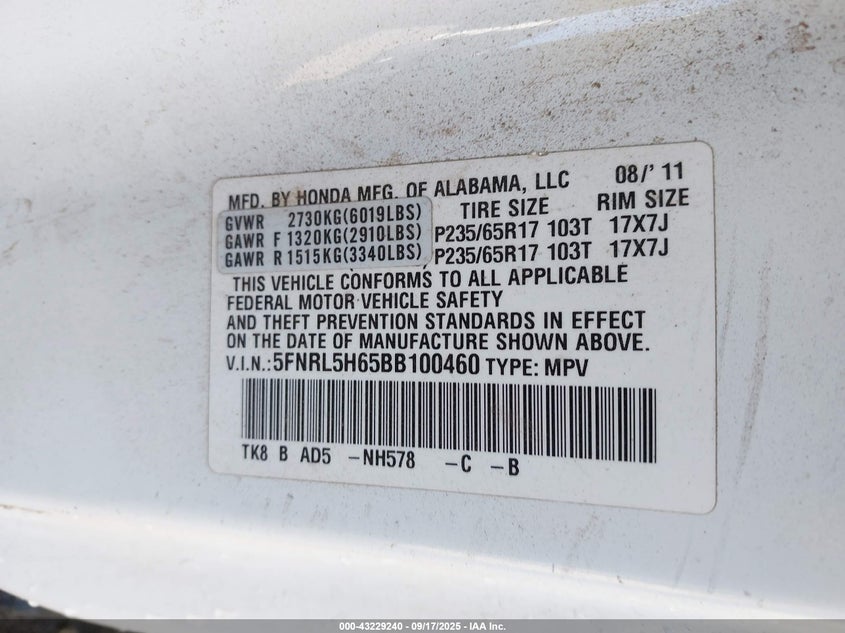 MFD. BY HONDA MFG. OF ALABAMA, LLC 08/'11
GVWR 2730KG(6019LBS) TIRE SIZE RIM SIZE
GAWR F 1320KG(2910LBS) P235/65R17 103T 17X7J
GAWR R 1515KG(3340LBS) P235/65R17 103T 17X7J
THIS VEHICLE CONFORMS TO ALL APPLICABLE
FEDERAL MOTOR VEHICLE SAFETY
AND THEFT PREVENTION STANDARDS IN EFFECT
ON THE DATE OF MANUFACTURE SHOWN ABOVE.
V.I.N.:5FNRL5H65BB100460 TYPE: MPV
TK8 B AD5 -NH578 -C -B
000-43229240 - 09/17/2025 - IAA Inc.